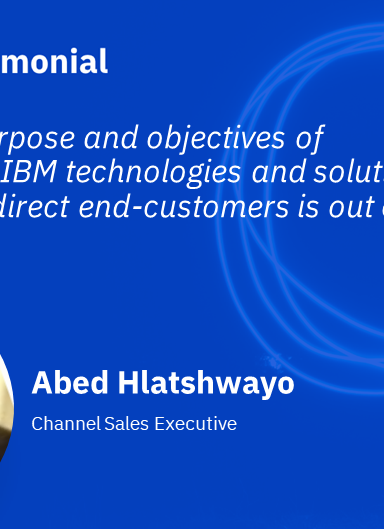 monial
rpose and objectives of
IBM technologies and solut
direct end-customers is out
Abed Hlatshwayo
Channel Sales Executive